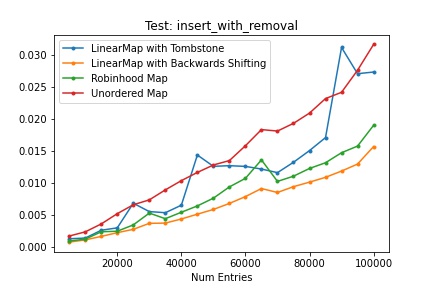 Test: insert_with_removal
LinearMap with Tombstone
LinearMap with Backwards Shifting
Robinhood Map
Unordered Map
0.030
0.025
0.020
0.015
0.010
0.005
0.000
20000 40000 60000 80000 100000
Num Entries